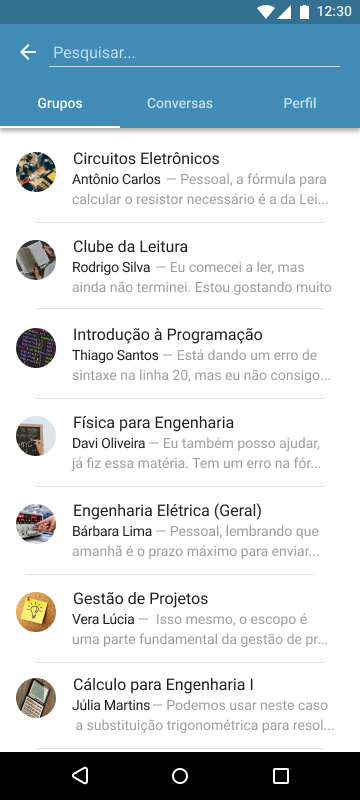 12:30
Pesquisar...
Grupos Conversas Perfil
Circuitos Eletrônicos
Antônio Carlos — Pessoal, a fórmula para
calcular o resistor necessário é a da Lei...
Clube da Leitura
Rodrigo Silva — Eu comecei a ler, mas
ainda não terminei. Estou gostando muito
Introdução à Programação
Thiago Santos — Está dando um erro de
sintaxe na linha 20, mas eu não consigo...
Física para Engenharia
Davi Oliveira — Eu também posso ajudar,
já fiz essa matéria. Tem um erro na fór...
Engenharia Elétrica (Geral)
Bárbara Lima — Pessoal, lembrando que
amanhã é o prazo máximo para enviar...
Gestão de Projetos
Vera Lúcia — Isso mesmo, o escopo é
uma parte fundamental da gestão de pr...
Cálculo para Engenharia I
Júlia Martins — Podemos usar neste caso
a substituição trigonométrica para resol...